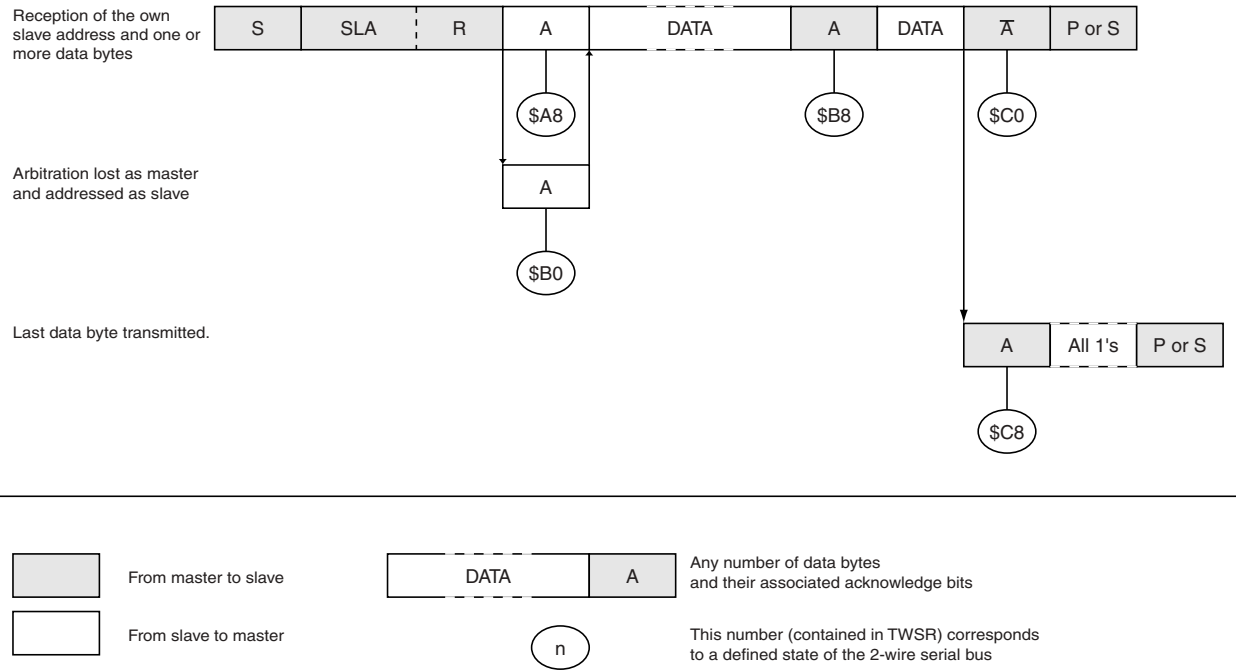 Reception of the own
slave address and one or
more data bytes
S SLA R A DATA A DATA A̅ P or S
$A8 $B8 $C0
Arbitration lost as master
and addressed as slave
A
$B0
Last data byte transmitted.
A All 1's P or S
$C8
From master to slave
DATA A
Any number of data bytes
and their associated acknowledge bits
From slave to master
n
This number (contained in TWSR) corresponds
to a defined state of the 2-wire serial bus